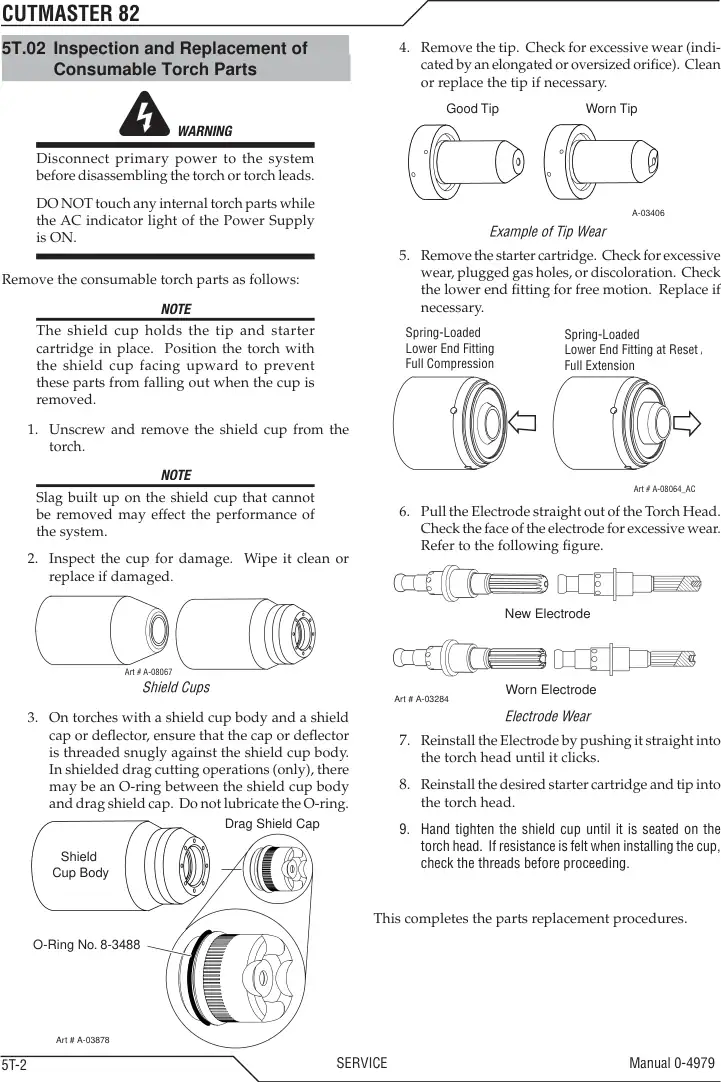 CUTMASTER 82
5T.02 Inspection and Replacement of
Consumable Torch Parts
WARNING
Disconnect primary power to the system
before disassembling the torch or torch leads.
DO NOT touch any internal torch parts while
the AC indicator light of the Power Supply
is ON.
Remove the consumable torch parts as follows:
NOTE
The shield cup holds the tip and starter
cartridge in place. Position the torch with
the shield cup facing upward to prevent
these parts from falling out when the cup is
removed.
1. Unscrew and remove the shield cup from the
torch.
NOTE
Slag built up on the shield cup that cannot
be removed may effect the performance of
the system.
2. Inspect the cup for damage. Wipe it clean or
replace if damaged.
Art # A-08067
Shield Cups
3. On torches with a shield cup body and a shield
cap or deflector, ensure that the cap or deflector
is threaded snugly against the shield cup body.
In shielded drag cutting operations (only), there
may be an O-ring between the shield cup body
and drag shield cap. Do not lubricate the O-ring.
Drag Shield Cap
Shield
Cup Body
O-Ring No. 8-3488
Art # A-03878
4. Remove the tip. Check for excessive wear (indi-
cated by an elongated or oversized orifice). Clean
or replace the tip if necessary.
Good Tip
Worn Tip
A-03406
Example of Tip Wear
5. Remove the starter cartridge. Check for excessive
wear, plugged gas holes, or discoloration. Check
the lower end fitting for free motion. Replace if
necessary.
Spring-Loaded
Lower End Fitting
Full Compression
Spring-Loaded
Lower End Fitting at Reset /
Full Extension
Art # A-08064_AC
6. Pull the Electrode straight out of the Torch Head.
Check the face of the electrode for excessive wear.
Refer to the following figure.
New Electrode
Worn Electrode
Art # A-03284
Electrode Wear
7. Reinstall the Electrode by pushing it straight into
the torch head until it clicks.
8. Reinstall the desired starter cartridge and tip into
the torch head.
9. Hand tighten the shield cup until it is seated on the
torch head. If resistance is felt when installing the cup,
check the threads before proceeding.
This completes the parts replacement procedures.
5T-2
SERVICE
Manual 0-4979